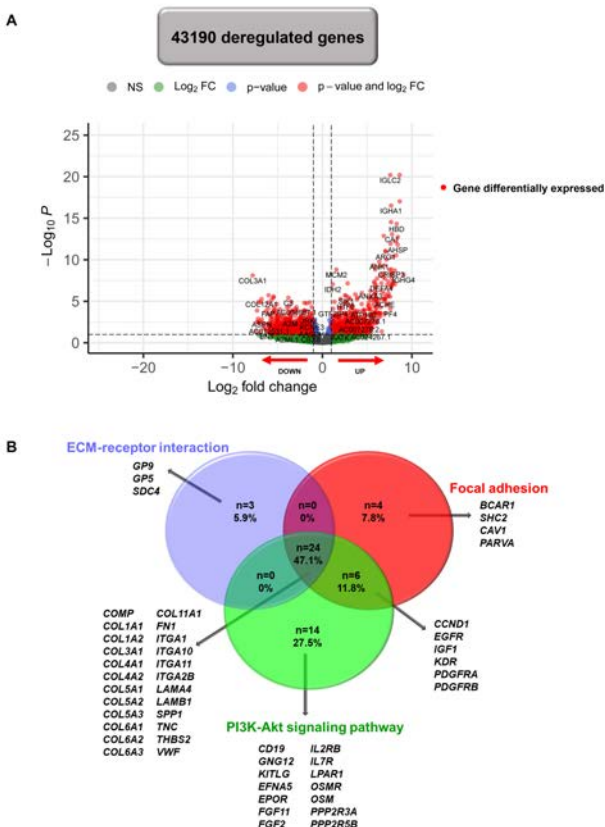 A
43190 deregulated genes
NS Log2 FC p-value p – value and log2 FC
25
20
15
10
5
0
−Log10 P
IGLC2
IGHA1
HBD
CA1
AHSP
MCM2
IDH2
COL3A1
IGHG4
PF4
Gene differentially expressed
−20 −10 0 10
DOWN UP
Log2 fold change
B
ECM-receptor interaction
GP9
GP5
SDC4
n=3
5.9%
n=0
0%
n=4
7.8%
Focal adhesion
BCAR1
SHC2
CAV1
PARVA
n=24
47.1%
n=0
0%
n=6
11.8%
n=14
27.5%
CCND1
EGFR
IGF1
KDR
PDGFRA
PDGFRB
COMP COL11A1
COL1A1 FN1
COL1A2 ITGA1
COL3A1 ITGA10
COL4A1 ITGA11
COL4A2 ITGA2B
COL5A1 LAMA4
COL5A2 LAMB1
COL5A3 SPP1
COL6A1 TNC
COL6A2 THBS2
COL6A3 VWF
PI3K-Akt signaling pathway
CD19 IL2RB
GNG12 IL7R
KITLG LPAR1
EFNA5 OSMR
EPOR OSM
FGF11 PPP2R3A
FGF2 PPP2R5B